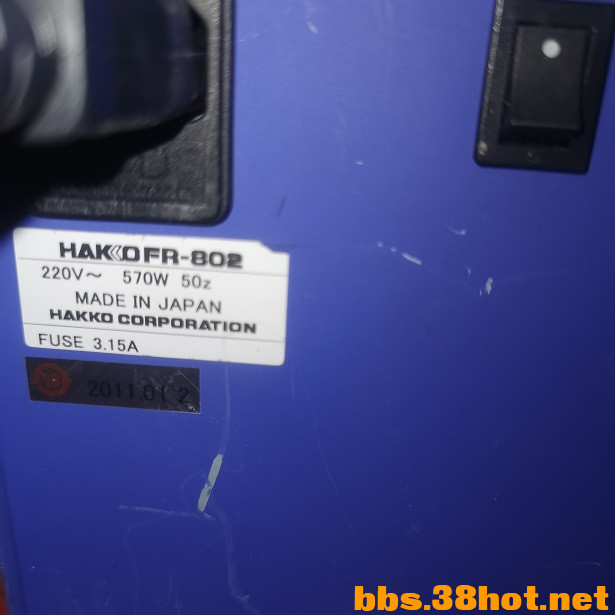 HAKKO FR-802
220V~ 570W 50z
MADE IN JAPAN
HAKKO CORPORATION
FUSE 3.15A
2011.01 2
bbs.38hot.net